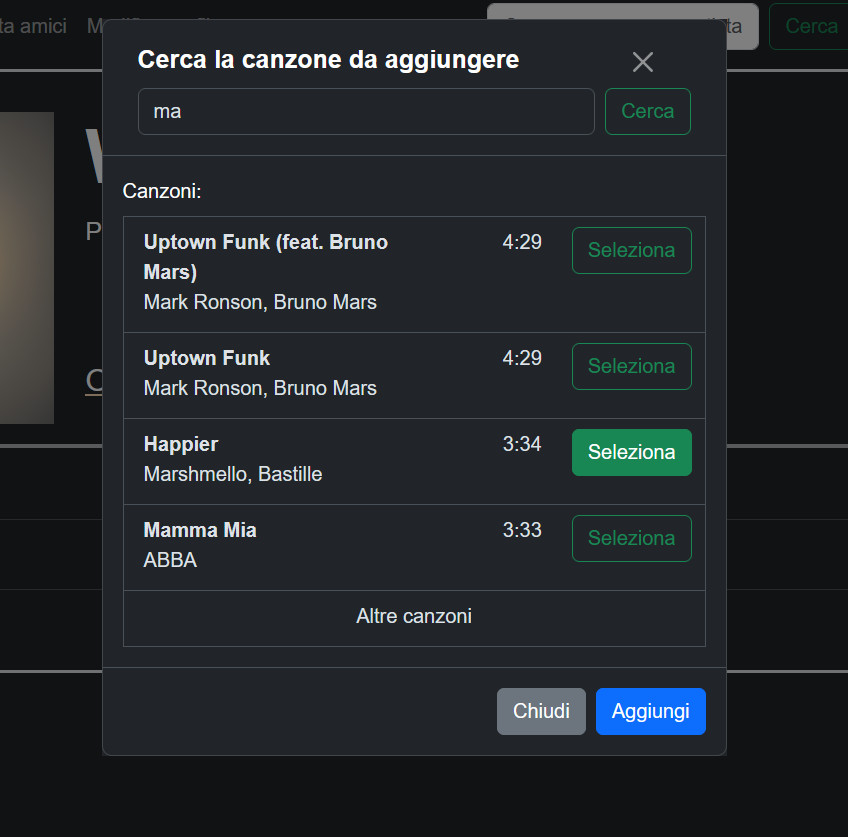 ta amici
ta
Cerca
Cerca la canzone da aggiungere
ma
Cerca
Canzoni:
Uptown Funk (feat. Bruno Mars)
4:29
Seleziona
Mark Ronson, Bruno Mars
Uptown Funk
4:29
Seleziona
Mark Ronson, Bruno Mars
Happier
3:34
Seleziona
Marshmello, Bastille
Mamma Mia
3:33
Seleziona
ABBA
Altre canzoni
Chiudi
Aggiungi